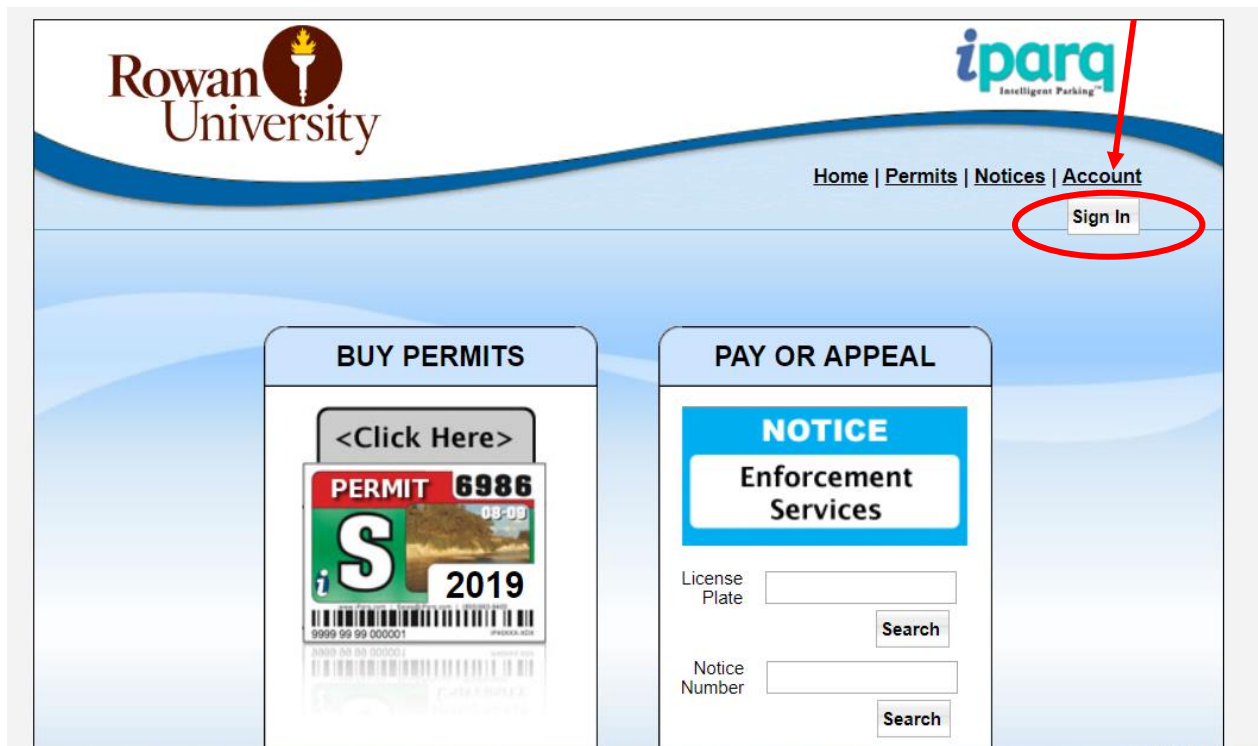 Rowan
University
iparq
Intelligent Parking™
Home | Permits | Notices | Account
Sign In
BUY PERMITS
<Click Here>
PERMIT 6986
08-09
S
i
2019
9999 99 99 000001
PAY OR APPEAL
NOTICE
Enforcement
Services
License
Plate
Search
Notice
Number
Search